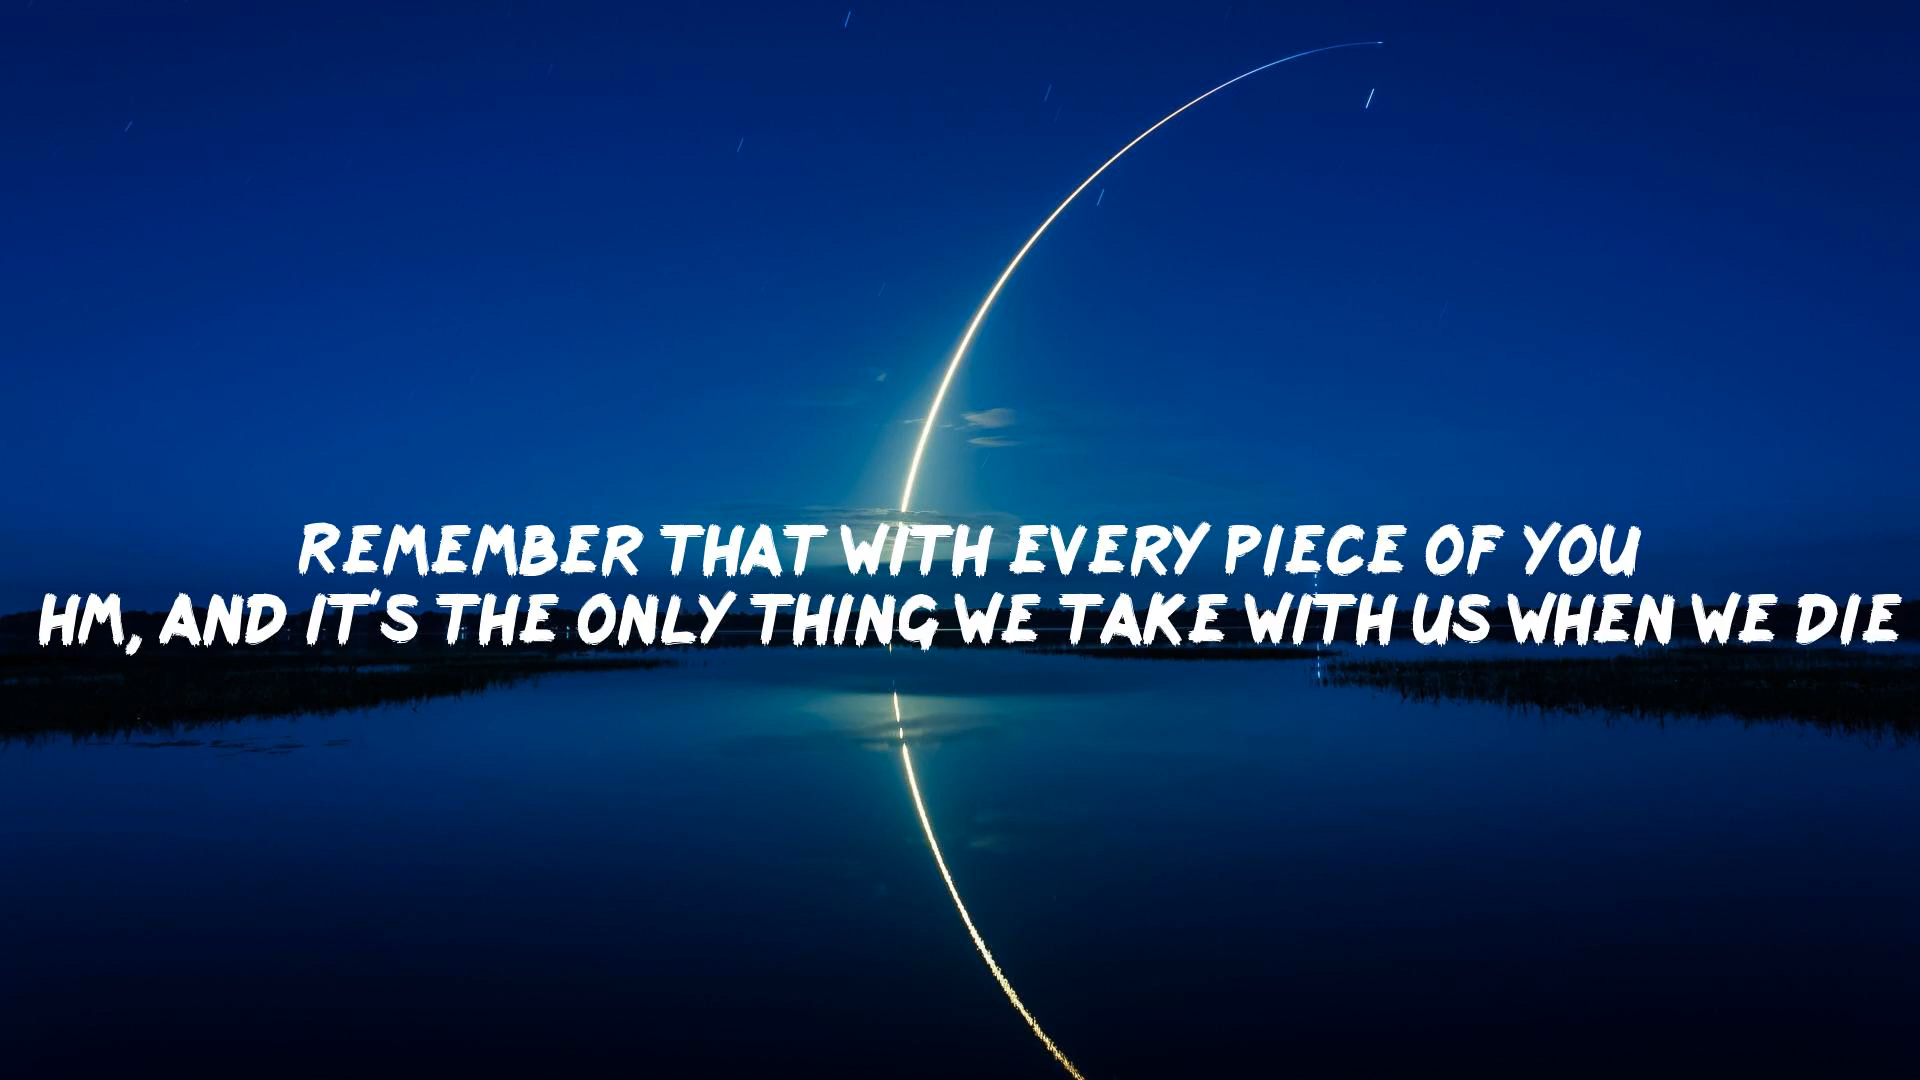 REMEMBER THAT WITH EVERY PIECE OF YOU
HM, AND IT'S THE ONLY THING WE TAKE WITH US WHEN WE DIE